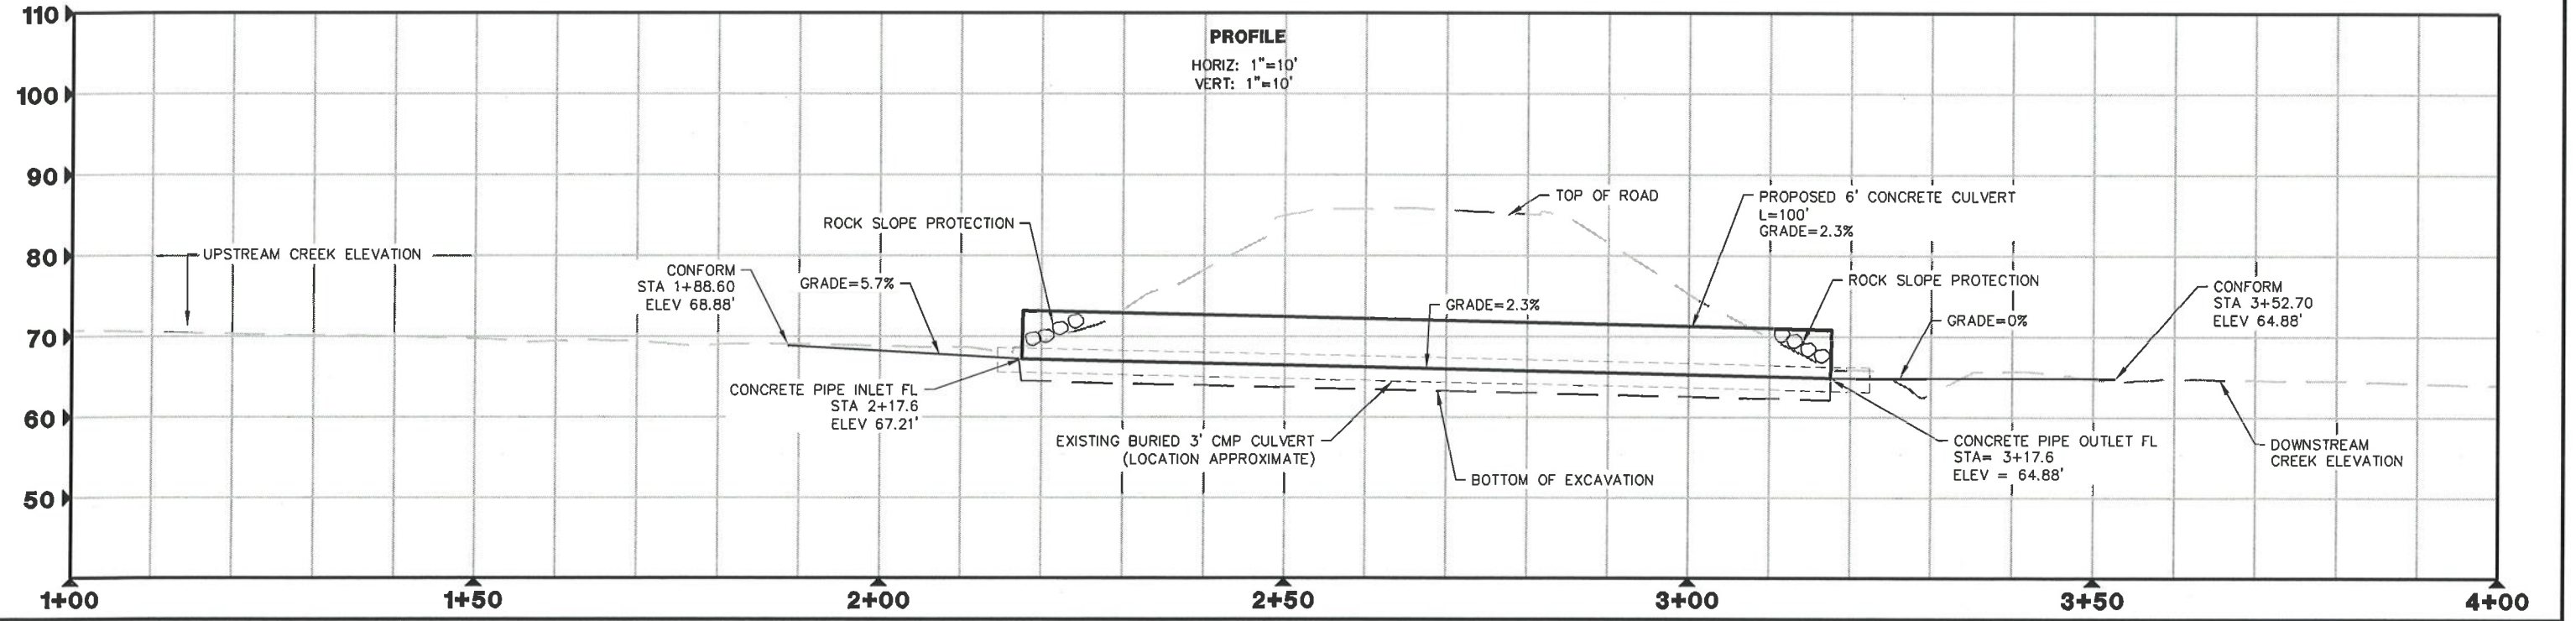 110
100
90
80
70
60
50
PROFILE
HORIZ: 1"=10'
VERT: 1"=10'
UPSTREAM CREEK ELEVATION
CONFORM
STA 1+88.60
ELEV 68.88'
GRADE=5.7%
ROCK SLOPE PROTECTION
CONCRETE PIPE INLET FL
STA 2+17.6
ELEV 67.21'
EXISTING BURIED 3' CMP CULVERT
(LOCATION APPROXIMATE)
BOTTOM OF EXCAVATION
GRADE=2.3%
TOP OF ROAD
PROPOSED 6' CONCRETE CULVERT
L=100'
GRADE=2.3%
ROCK SLOPE PROTECTION
GRADE=0%
CONFORM
STA 3+52.70
ELEV 64.88'
CONCRETE PIPE OUTLET FL
STA= 3+17.6
ELEV = 64.88'
DOWNSTREAM
CREEK ELEVATION
1+00
1+50
2+00
2+50
3+00
3+50
4+00